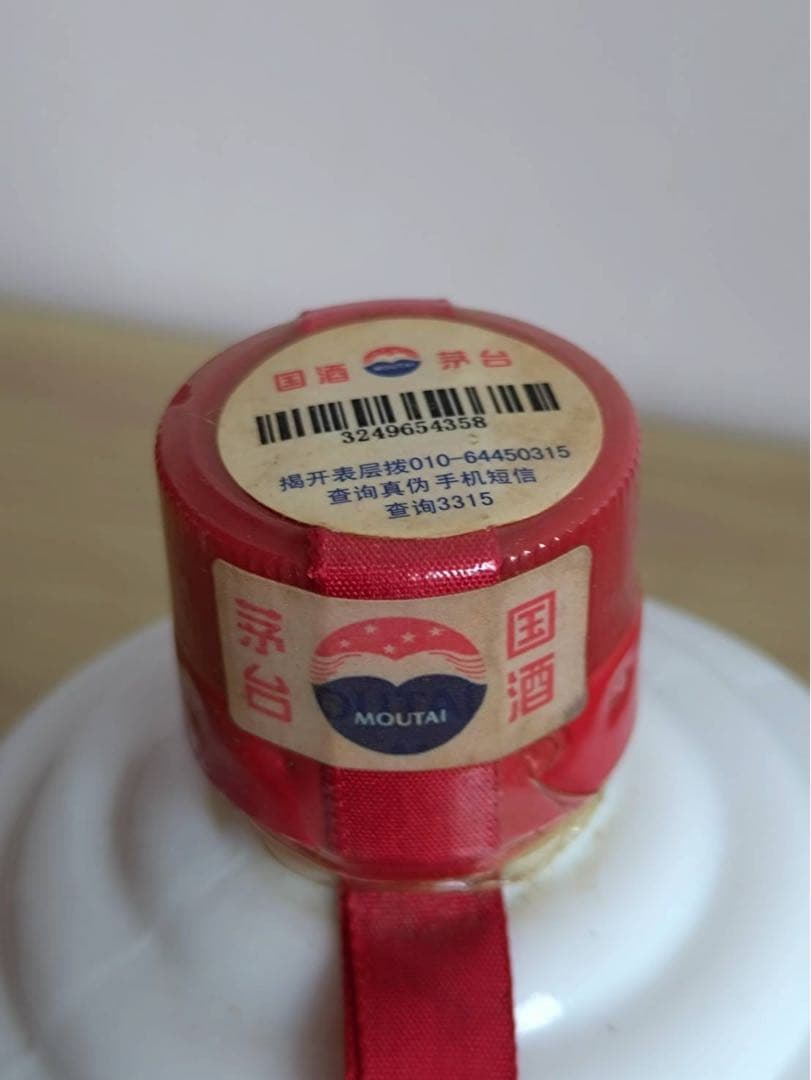 国酒 MOUTAI 茅台
3249654358
揭开表层拨010-64450315
查询真伪 手机短信
查询3315
茅台
MOUTAI
国酒